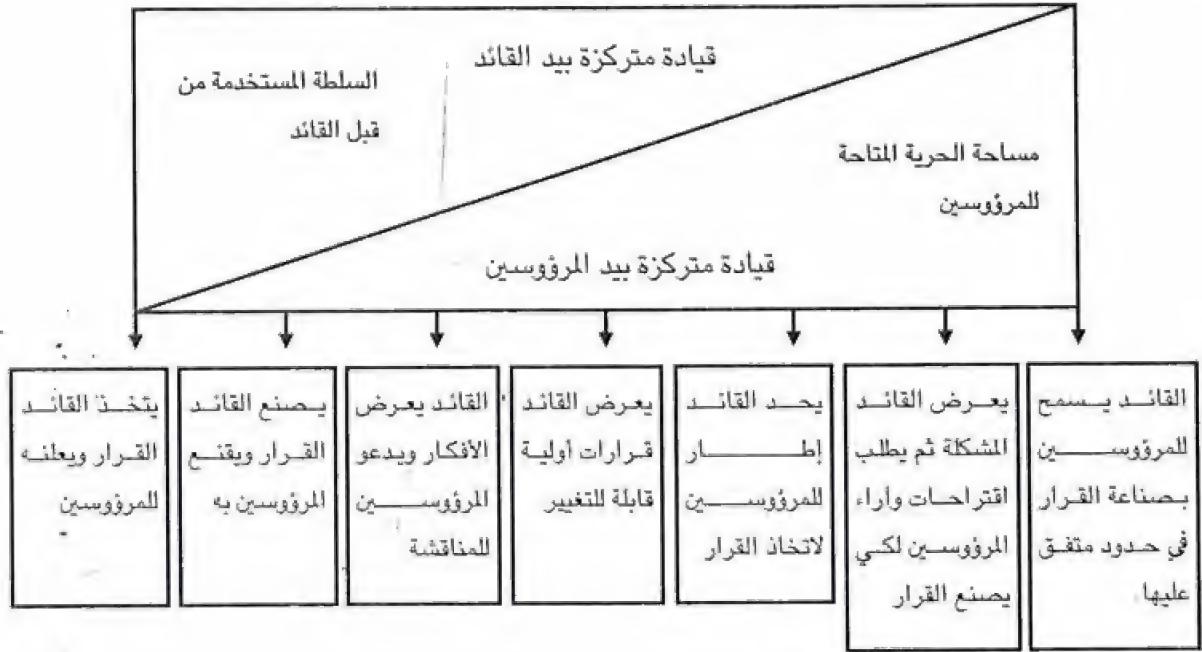 قيادة متركزة بيد القائد
السلطة المستخدمة من
قبل القائد
مساحة الحرية المتاحة
للمرؤوسين
قيادة متركزة بيد المرؤوسين
القائد يسمح
للمرؤوسين
بصناعة القرار
في حدود متفق
عليها
يعرض القائد
المشكلة ثم يطلب
اقتراحات وآراء
المرؤوسين لكي
يصنع القرار
يحد القائد
إطار
للمرؤوسين
لاتخاذ القرار
يعرض القائد
قرارات أولية
قابلة للتغيير
القائد يعرض
الأفكار ويدعو
المرؤوسين
للمناقشة
يصنع القائد
القرار ويقنع
المرؤسين به
يتخذ القائد
القرار ويعلنه
للمرؤوسين